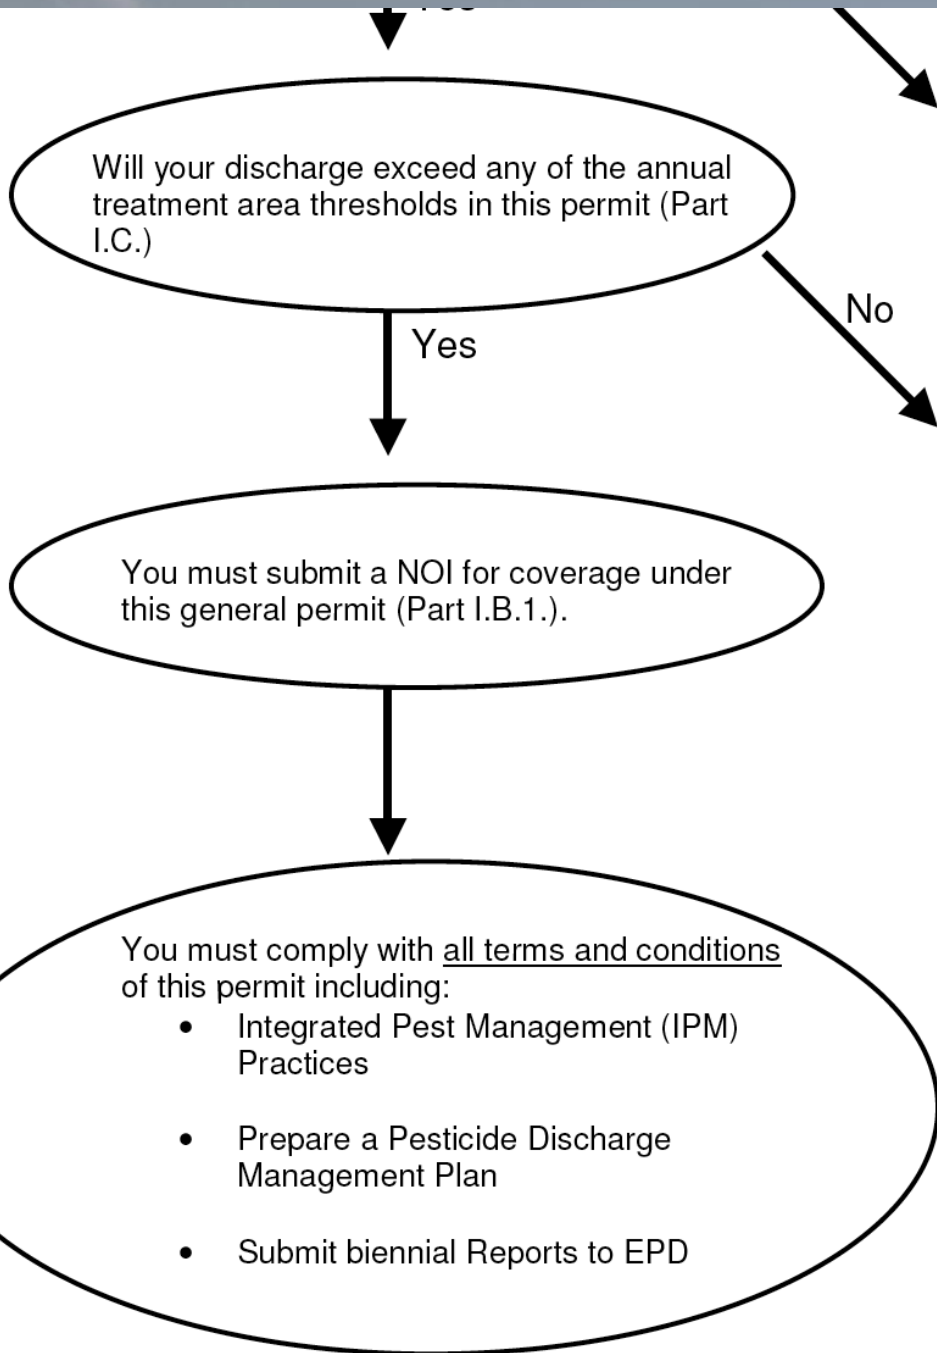 Will your discharge exceed any of the annual
treatment area thresholds in this permit (Part
I.C.)
No
Yes
You must submit a NOI for coverage under
this general permit (Part I.B.1.).
You must comply with all terms and conditions
of this permit including:
• Integrated Pest Management (IPM)
Practices
• Prepare a Pesticide Discharge
Management Plan
• Submit biennial Reports to EPD